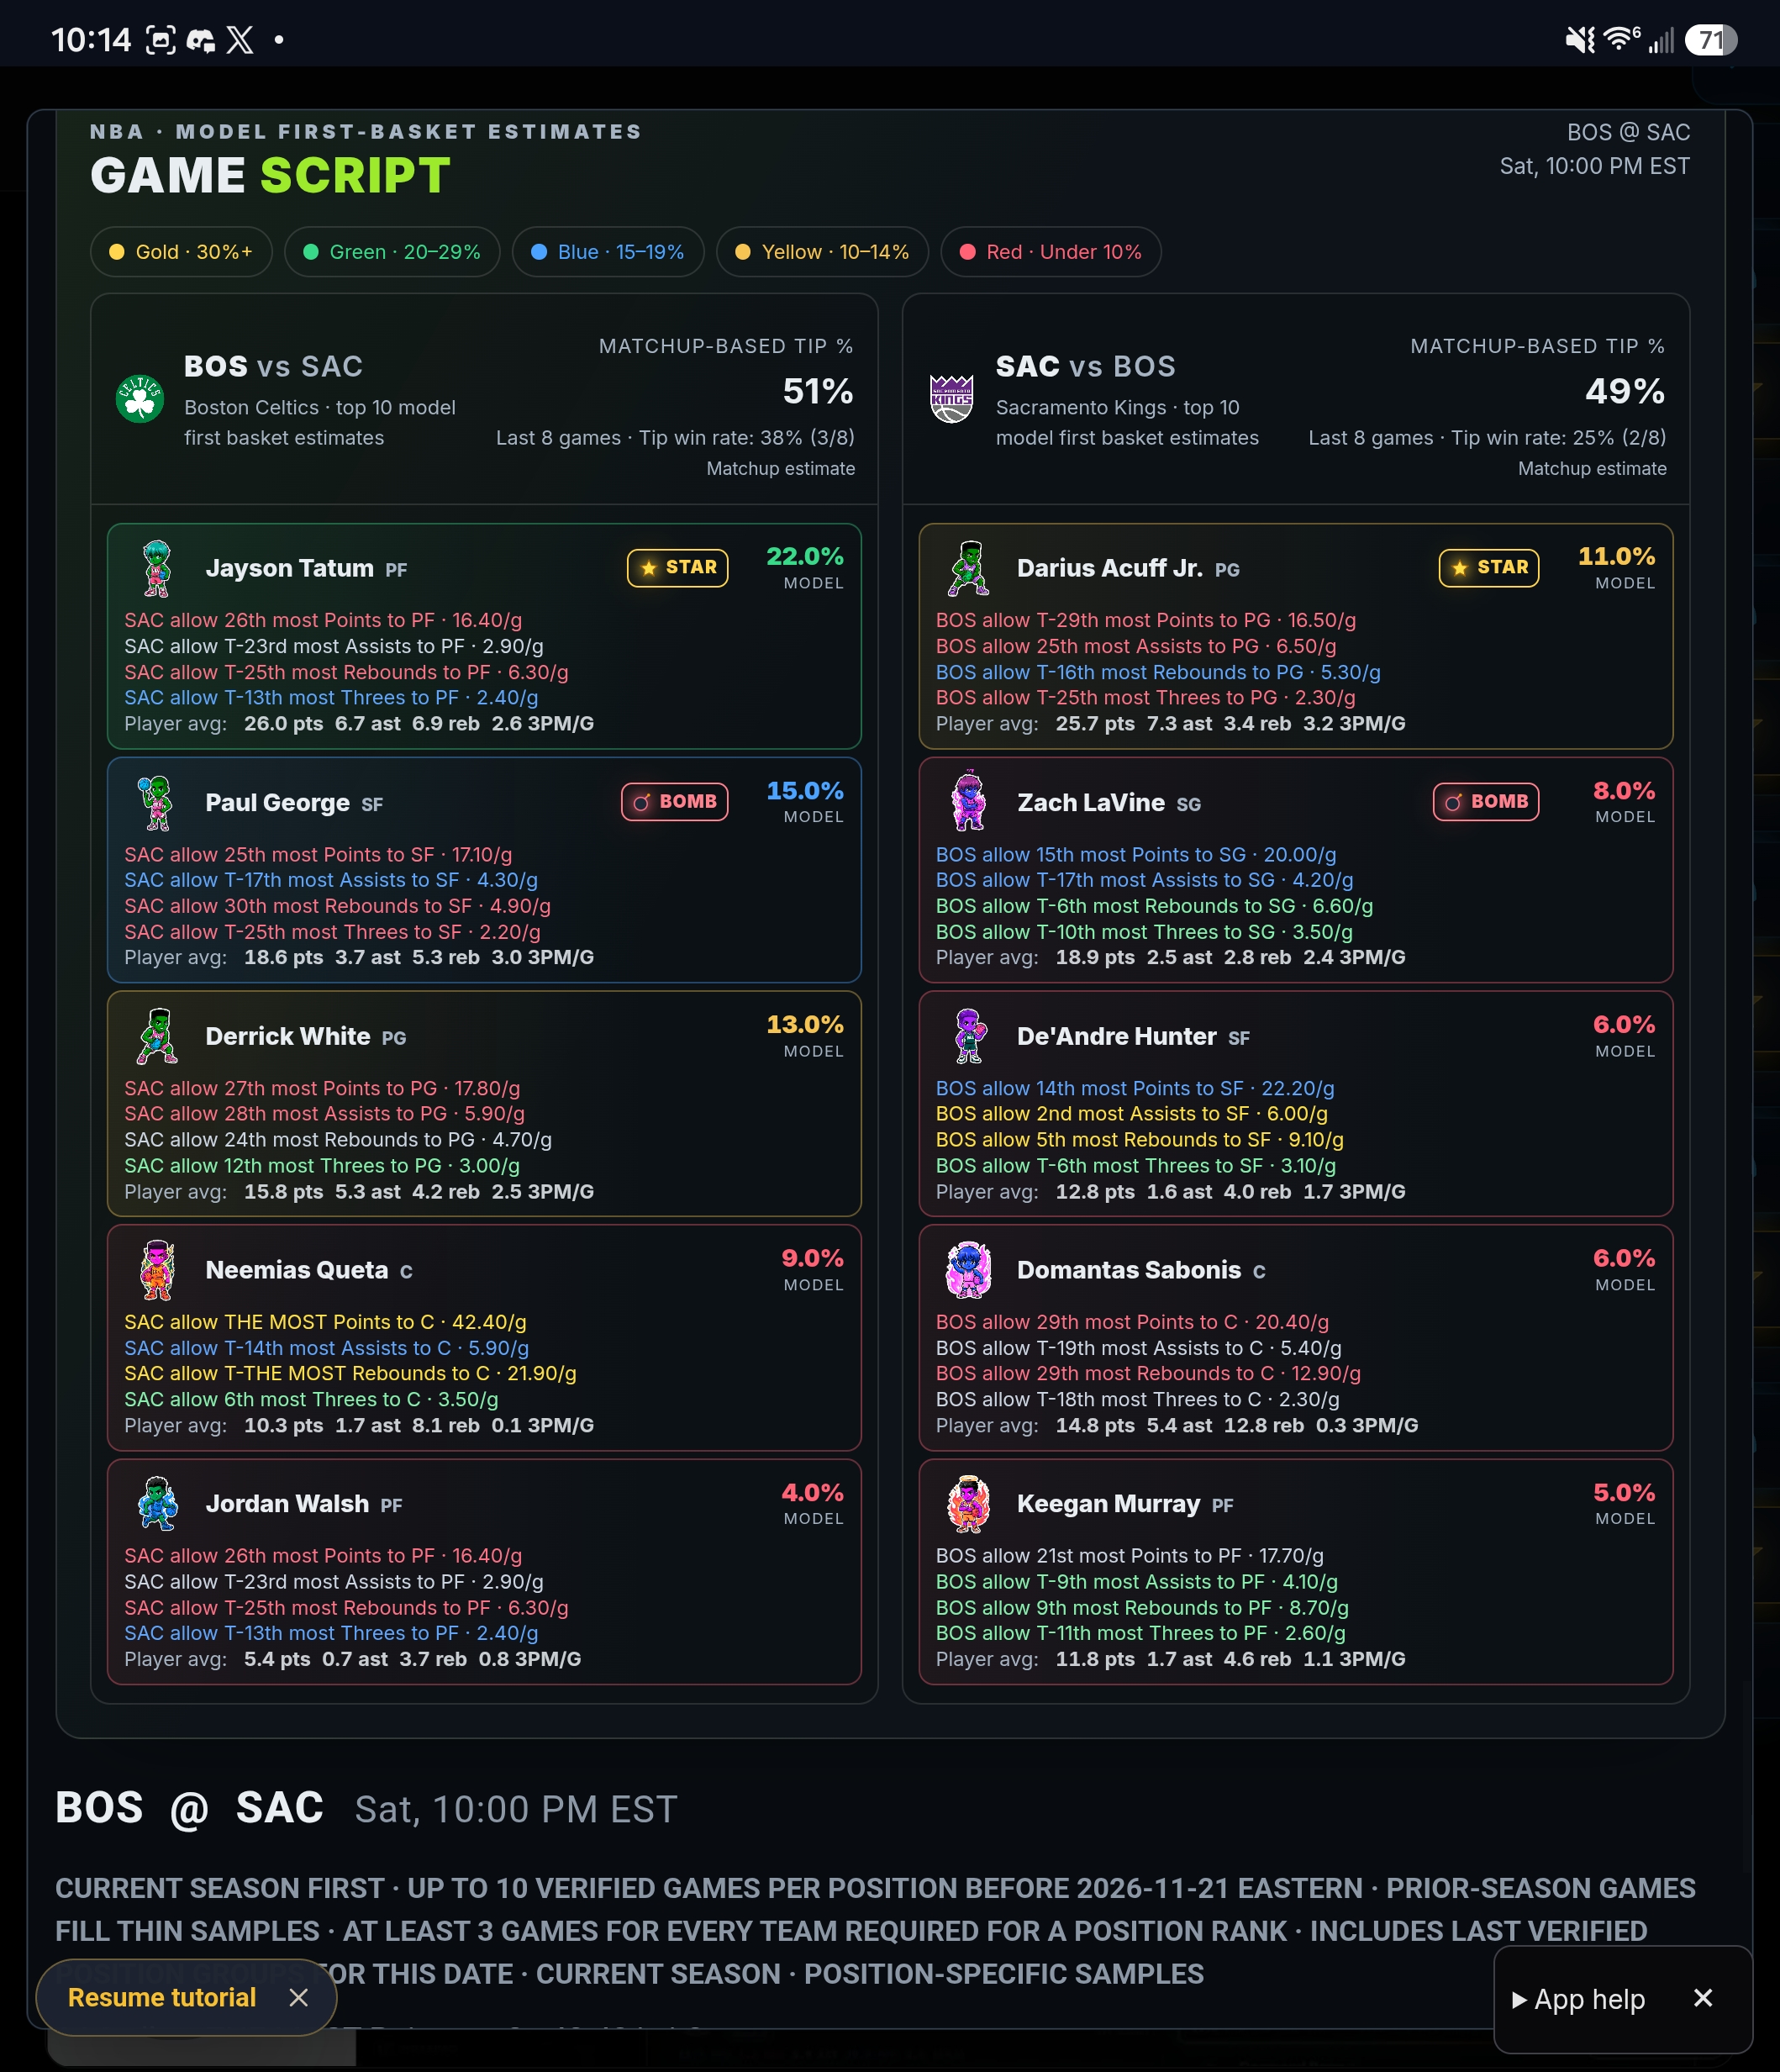 10:14
6
71
NBA · MODEL FIRST-BASKET ESTIMATES
GAME SCRIPT
BOS @ SAC
Sat, 10:00 PM EST
Gold · 30%+
Green · 20–29%
Blue · 15–19%
Yellow · 10–14%
Red · Under 10%
CELTICS
BOS vs SAC
Boston Celtics · top 10 model
first basket estimates
MATCHUP-BASED TIP %
51%
Last 8 games · Tip win rate: 38% (3/8)
Matchup estimate
Jayson Tatum PF
STAR
22.0%
MODEL
SAC allow 26th most Points to PF · 16.40/g
SAC allow T-23rd most Assists to PF · 2.90/g
SAC allow T-25th most Rebounds to PF · 6.30/g
SAC allow T-13th most Threes to PF · 2.40/g
Player avg: 26.0 pts 6.7 ast 6.9 reb 2.6 3PM/G
Paul George SF
BOMB
15.0%
MODEL
SAC allow 25th most Points to SF · 17.10/g
SAC allow T-17th most Assists to SF · 4.30/g
SAC allow 30th most Rebounds to SF · 4.90/g
SAC allow T-25th most Threes to SF · 2.20/g
Player avg: 18.6 pts 3.7 ast 5.3 reb 3.0 3PM/G
Derrick White PG
13.0%
MODEL
SAC allow 27th most Points to PG · 17.80/g
SAC allow 28th most Assists to PG · 5.90/g
SAC allow 24th most Rebounds to PG · 4.70/g
SAC allow 12th most Threes to PG · 3.00/g
Player avg: 15.8 pts 5.3 ast 4.2 reb 2.5 3PM/G
Neemias Queta C
9.0%
MODEL
SAC allow THE MOST Points to C · 42.40/g
SAC allow T-14th most Assists to C · 5.90/g
SAC allow T-THE MOST Rebounds to C · 21.90/g
SAC allow 6th most Threes to C · 3.50/g
Player avg: 10.3 pts 1.7 ast 8.1 reb 0.1 3PM/G
Jordan Walsh PF
4.0%
MODEL
SAC allow 26th most Points to PF · 16.40/g
SAC allow T-23rd most Assists to PF · 2.90/g
SAC allow T-25th most Rebounds to PF · 6.30/g
SAC allow T-13th most Threes to PF · 2.40/g
Player avg: 5.4 pts 0.7 ast 3.7 reb 0.8 3PM/G
KINGS
SAC vs BOS
Sacramento Kings · top 10
model first basket estimates
MATCHUP-BASED TIP %
49%
Last 8 games · Tip win rate: 25% (2/8)
Matchup estimate
Darius Acuff Jr. PG
STAR
11.0%
MODEL
BOS allow T-29th most Points to PG · 16.50/g
BOS allow 25th most Assists to PG · 6.50/g
BOS allow T-16th most Rebounds to PG · 5.30/g
BOS allow T-25th most Threes to PG · 2.30/g
Player avg: 25.7 pts 7.3 ast 3.4 reb 3.2 3PM/G
Zach LaVine SG
BOMB
8.0%
MODEL
BOS allow 15th most Points to SG · 20.00/g
BOS allow T-17th most Assists to SG · 4.20/g
BOS allow T-6th most Rebounds to SG · 6.60/g
BOS allow T-10th most Threes to SG · 3.50/g
Player avg: 18.9 pts 2.5 ast 2.8 reb 2.4 3PM/G
De'Andre Hunter SF
6.0%
MODEL
BOS allow 14th most Points to SF · 22.20/g
BOS allow 2nd most Assists to SF · 6.00/g
BOS allow 5th most Rebounds to SF · 9.10/g
BOS allow T-6th most Threes to SF · 3.10/g
Player avg: 12.8 pts 1.6 ast 4.0 reb 1.7 3PM/G
Domantas Sabonis C
6.0%
MODEL
BOS allow 29th most Points to C · 20.40/g
BOS allow T-19th most Assists to C · 5.40/g
BOS allow 29th most Rebounds to C · 12.90/g
BOS allow T-18th most Threes to C · 2.30/g
Player avg: 14.8 pts 5.4 ast 12.8 reb 0.3 3PM/G
Keegan Murray PF
5.0%
MODEL
BOS allow 21st most Points to PF · 17.70/g
BOS allow T-9th most Assists to PF · 4.10/g
BOS allow 9th most Rebounds to PF · 8.70/g
BOS allow T-11th most Threes to PF · 2.60/g
Player avg: 11.8 pts 1.7 ast 4.6 reb 1.1 3PM/G
BOS @ SAC Sat, 10:00 PM EST
CURRENT SEASON FIRST · UP TO 10 VERIFIED GAMES PER POSITION BEFORE 2026-11-21 EASTERN · PRIOR-SEASON GAMES
FILL THIN SAMPLES · AT LEAST 3 GAMES FOR EVERY TEAM REQUIRED FOR A POSITION RANK · INCLUDES LAST VERIFIED
POSITION GROUPS FOR THIS DATE · CURRENT SEASON · POSITION-SPECIFIC SAMPLES
Resume tutorial
App help